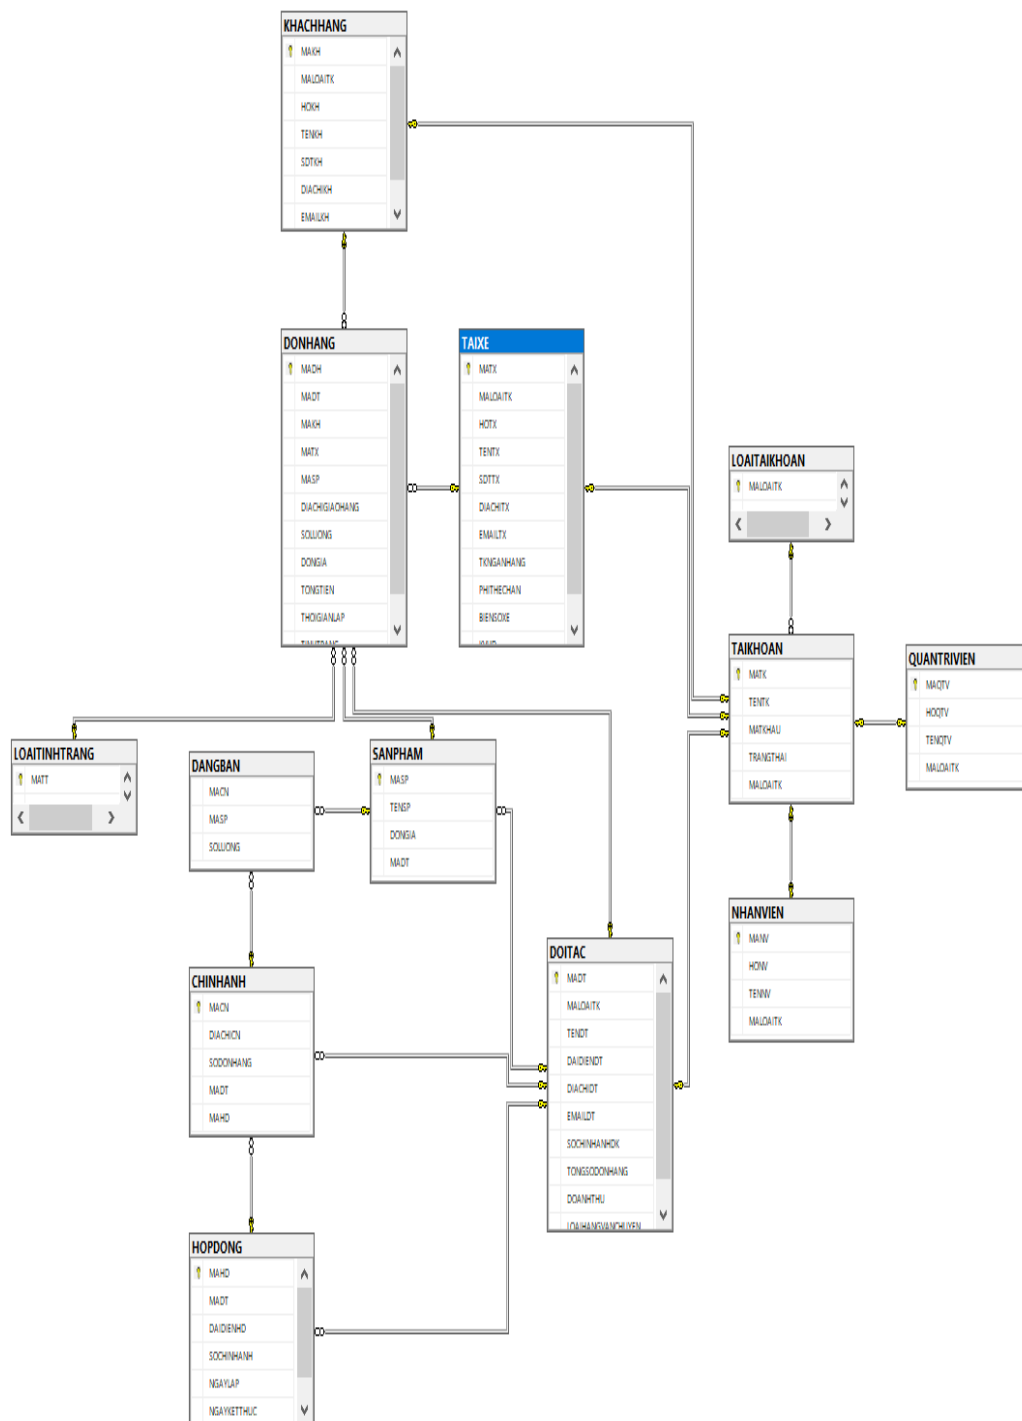 KHACHHANG
MAKH
MALOAITK
HOKH
TENKH
SDTKH
DIACHIKH
EMAILKH
DONHANG
MADH
MADT
MAKH
MATX
MASP
DIACHIGIAOHANG
SOLUONG
DONGIA
TONGTIEN
THOIGIANLAP
TAIXE
MATX
MALOAITK
HOTX
TENTX
SDTTX
DIACHITX
EMAILTX
TKNGANHANG
PHITHECHAN
BIENSOXE
LOAITAIKHOAN
MALOAITK
TAIKHOAN
MATK
TENTK
MATKHAU
TRANGTHAI
MALOAITK
QUANTRIVIEN
MAQTV
HOQTV
TENQTV
MALOAITK
LOAITINHTRANG
MATT
DANGBAN
MACN
MASP
SOLUONG
SANPHAM
MASP
TENSP
DONGIA
MADT
NHANVIEN
MANV
HONV
TENNV
MALOAITK
DOITAC
MADT
MALOAITK
TENDT
DAIDIENDT
DIACHIDT
EMAILDT
SOCHINHANHDK
TONGSODONHANG
DOANHTHU
LOAIHANGVANCHUYEN
CHINHANH
MACN
DIACHICN
SODONHANG
MADT
MAHD
HOPDONG
MAHD
MADT
DAIDIENHD
SOCHINHANH
NGAYLAP
NGAYKETTHUC